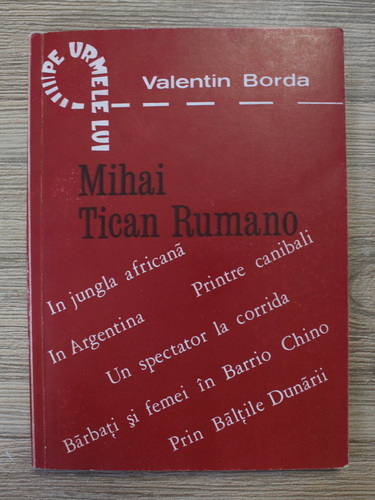 PE URMELE LUI
Valentin Borda
Mihai
Tican Rumano
In jungla africană
Printre canibali
In Argentina
Un spectator la corrida
Bărbați și femei în Barrio Chino
Prin Bălțile Dunării